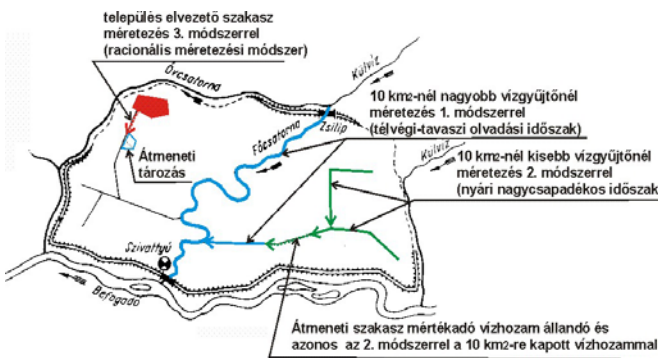 település elvezető szakasz
méretezés 3. módszerrel
(racionális méretezési módszer)
Övcsatorna
Külvíz
10 km2-nél nagyobb vízgyűjtőnél
méretezés 1. módszerrel
(télvégi-tavaszi olvadási időszak)
Zsilip
Főcsatorna
Külvíz
Átmeneti
tározás
10 km2-nél kisebb vízgyűjtőnél
méretezés 2. módszerrel
(nyári nagycsapadékos időszak
Szivattyú
Befogadó
Átmeneti szakasz mértékadó vízhozam állandó és
azonos az 2. módszerrel a 10 km2-re kapott vízhozammal